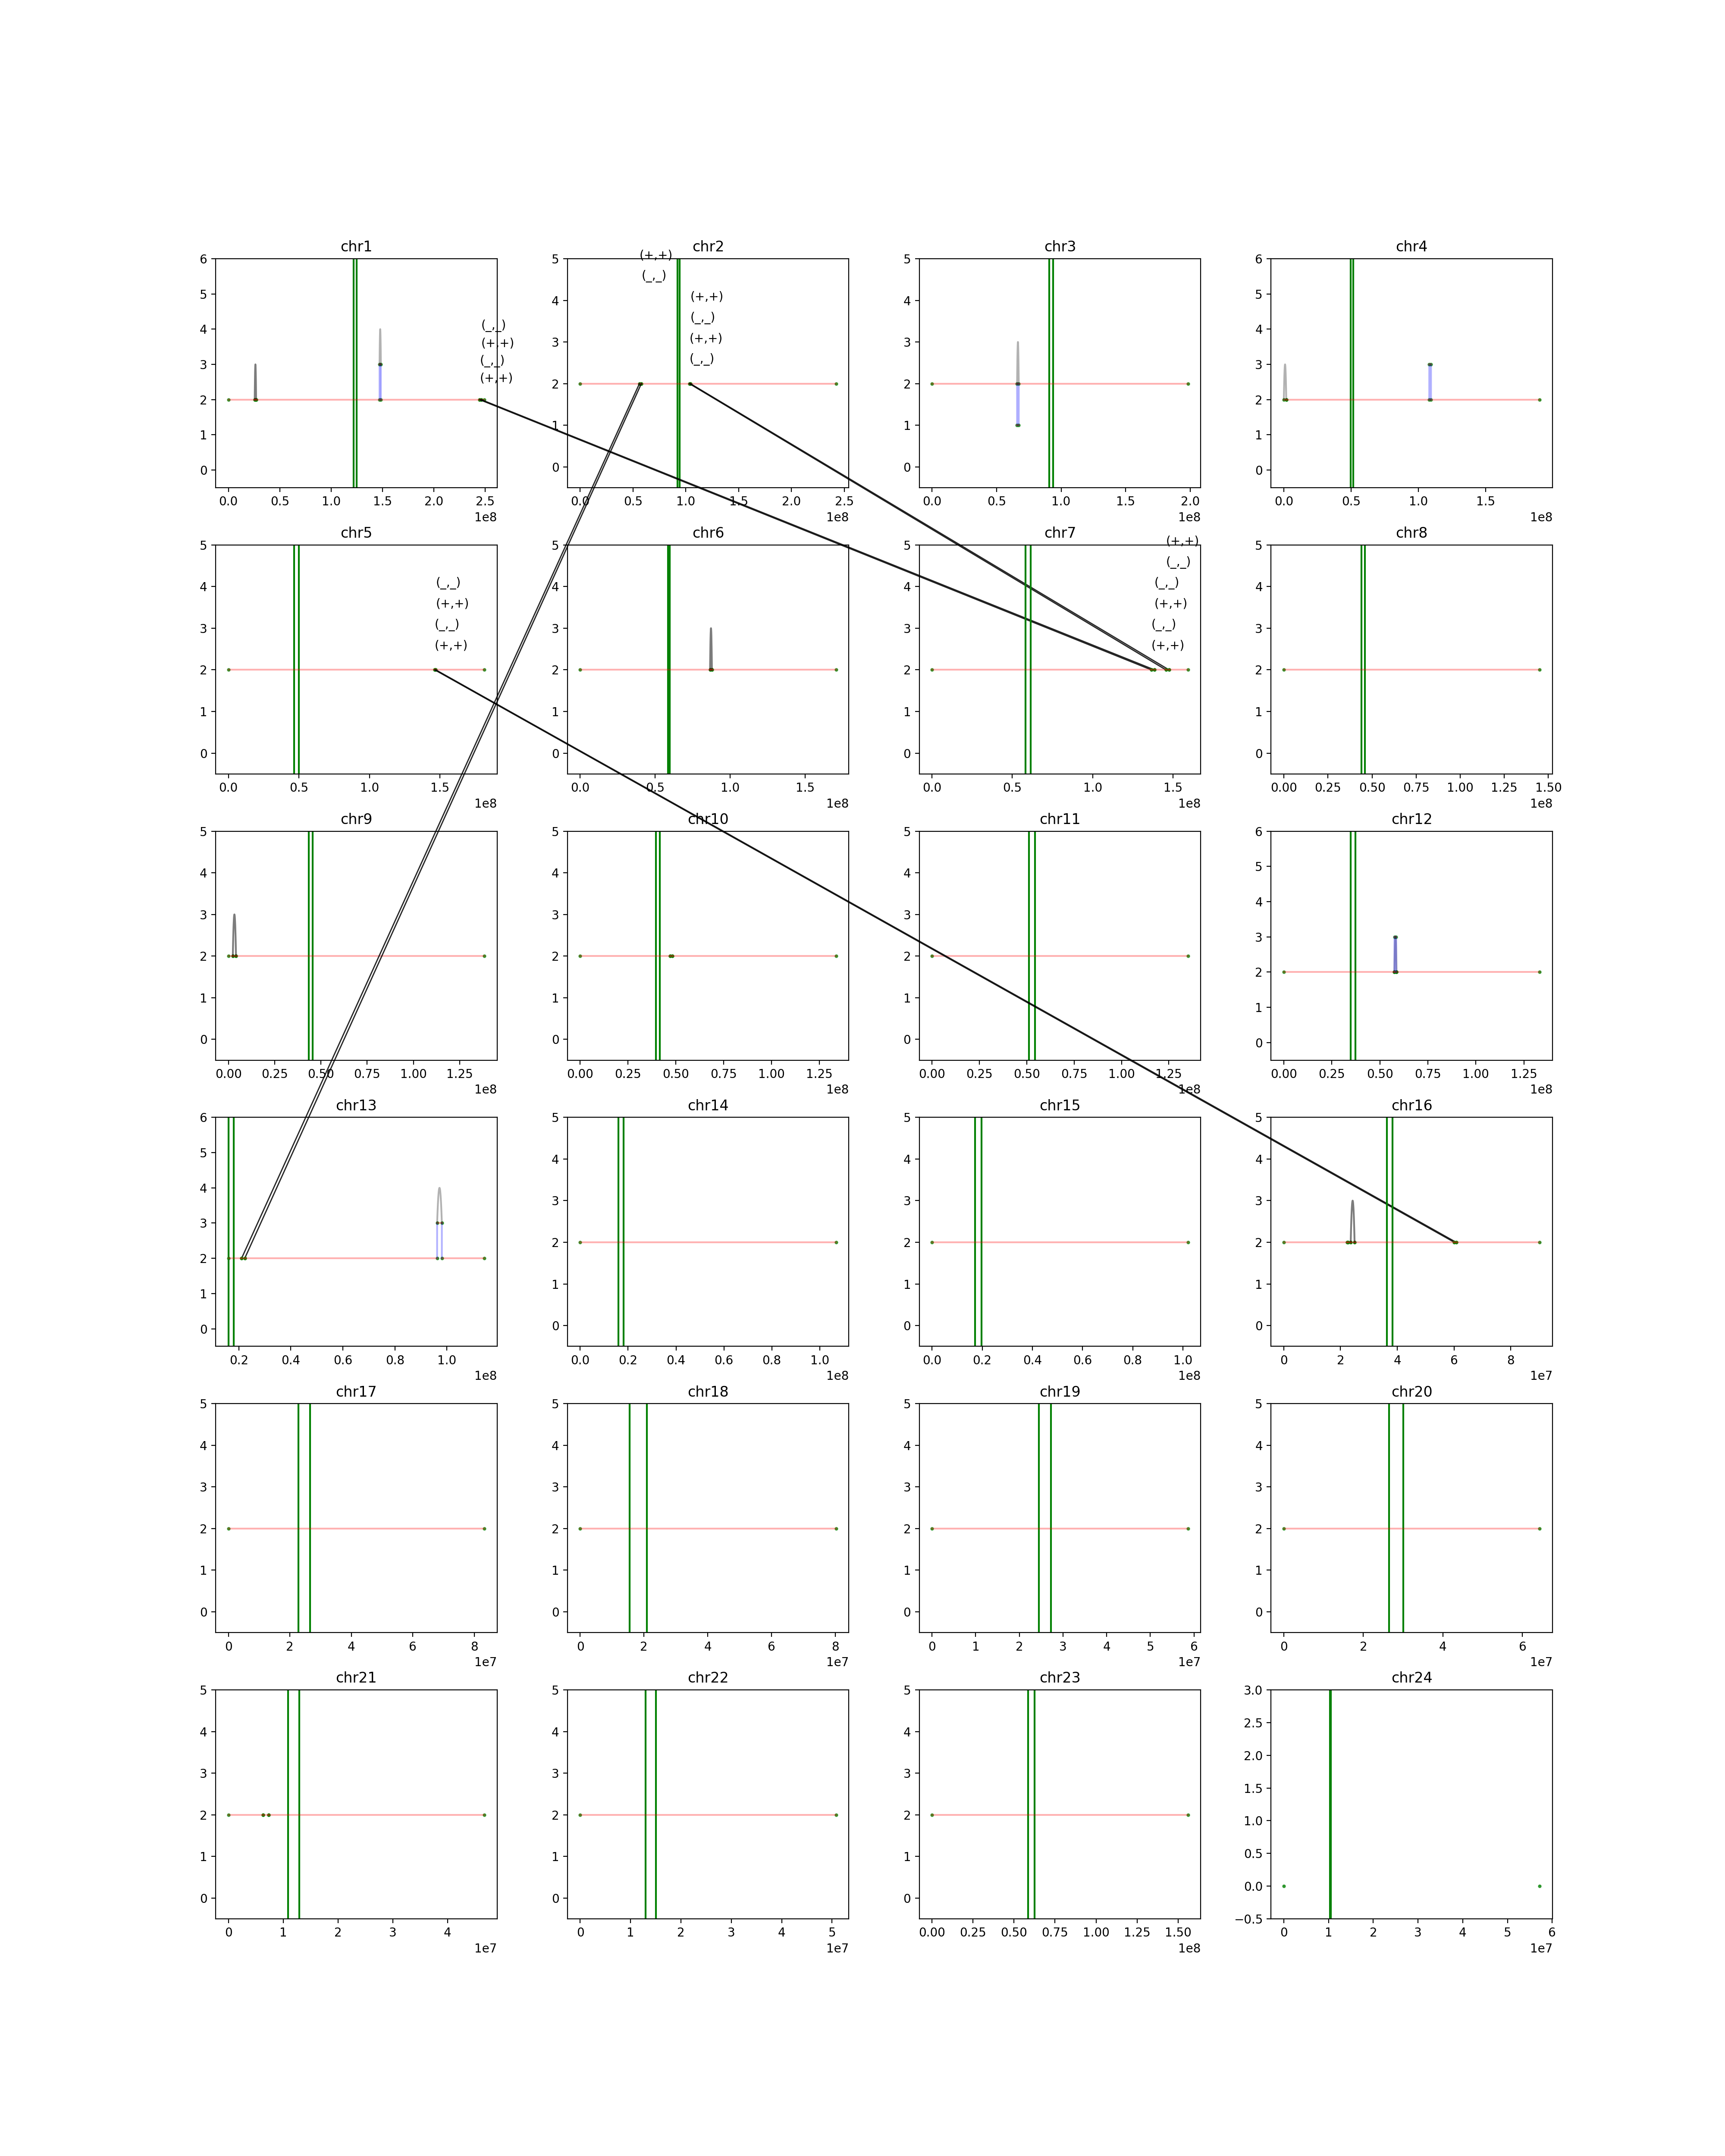 chr1 chr2 chr3 chr4
(+,+)
(_,_)
(+,+)
(_,_)
(+,+)
(_,_)
(_,_)
(+,+)
(_,_)
(+,+)
6 5 4 3 2 1 0
5 4 3 2 1 0
5 4 3 2 1 0
6 5 4 3 2 1 0
0.0 0.5 1.0 1.5 2.0 2.5
1e8
0.0 0.5 1.0 1.5 2.0 2.5
1e8
0.0 0.5 1.0 1.5 2.0
1e8
0.0 0.5 1.0 1.5
1e8
chr5 chr6 chr7 chr8
(_,_)
(+,+)
(_,_)
(+,+)
(+,+)
(_,_)
(_,_)
(+,+)
(_,_)
(+,+)
5 4 3 2 1 0
5 4 3 2 1 0
5 4 3 2 1 0
5 4 3 2 1 0
0.0 0.5 1.0 1.5
1e8
0.0 0.5 1.0 1.5
1e8
0.0 0.5 1.0 1.5
1e8
0.00 0.25 0.50 0.75 1.00 1.25 1.50
1e8
chr9 chr10 chr11 chr12
5 4 3 2 1 0
5 4 3 2 1 0
5 4 3 2 1 0
6 5 4 3 2 1 0
0.00 0.25 0.50 0.75 1.00 1.25
1e8
0.00 0.25 0.50 0.75 1.00 1.25
1e8
0.00 0.25 0.50 0.75 1.00 1.25
1e8
0.00 0.25 0.50 0.75 1.00 1.25
1e8
chr13 chr14 chr15 chr16
6 5 4 3 2 1 0
5 4 3 2 1 0
5 4 3 2 1 0
5 4 3 2 1 0
0.2 0.4 0.6 0.8 1.0
1e8
0.0 0.2 0.4 0.6 0.8 1.0
1e8
0.0 0.2 0.4 0.6 0.8 1.0
1e8
0 2 4 6 8
1e7
chr17 chr18 chr19 chr20
5 4 3 2 1 0
5 4 3 2 1 0
5 4 3 2 1 0
5 4 3 2 1 0
0 2 4 6 8
1e7
0 2 4 6 8
1e7
0 1 2 3 4 5 6
1e7
0 2 4 6
1e7
chr21 chr22 chr23 chr24
5 4 3 2 1 0
5 4 3 2 1 0
5 4 3 2 1 0
3.0 2.5 2.0 1.5 1.0 0.5 0.0 −0.5
0 1 2 3 4
1e7
0 1 2 3 4 5
1e7
0.00 0.25 0.50 0.75 1.00 1.25 1.50
1e8
0 1 2 3 4 5 6
1e7